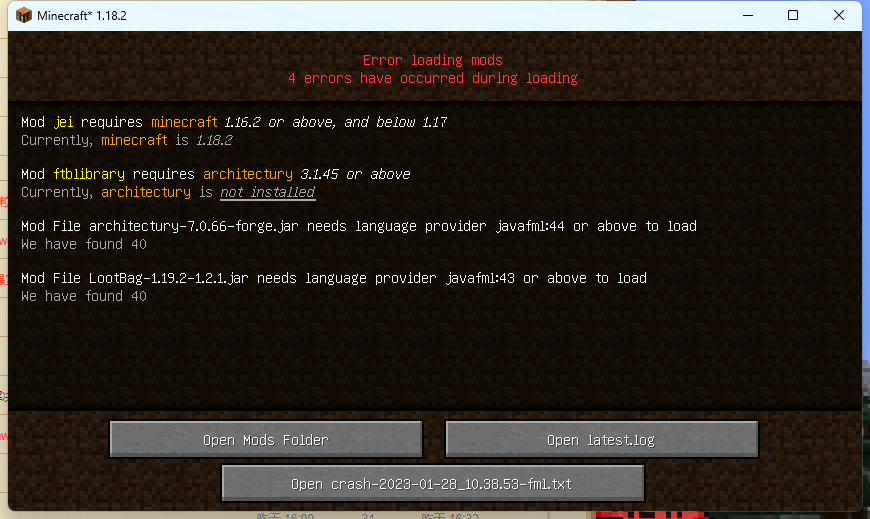 Minecraft* 1.18.2
Error loading mods
4 errors have occurred during loading
Mod jei requires minecraft 1.16.2 or above, and below 1.17
Currently, minecraft is 1.18.2
Mod ftblibrary requires architectury 3.1.45 or above
Currently, architectury is not installed
Mod File architectury-7.0.66-forge.jar needs language provider javafml:44 or above to load
We have found 40
Mod File LootBag-1.19.2-1.2.1.jar needs language provider javafml:43 or above to load
We have found 40
Open Mods Folder
Open latest.log
Open crash-2023-01-28_10.38.53-fml.txt